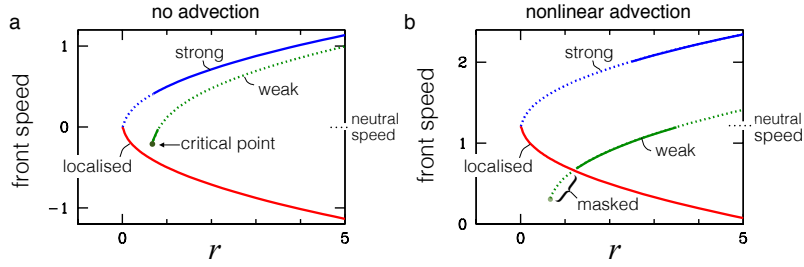 a
no advection
front speed
1
0
−1
strong
weak
critical point
localised
neutral
speed
0
5
r
b
nonlinear advection
front speed
2
1
0
strong
weak
localised
masked
neutral
speed
0
5
r